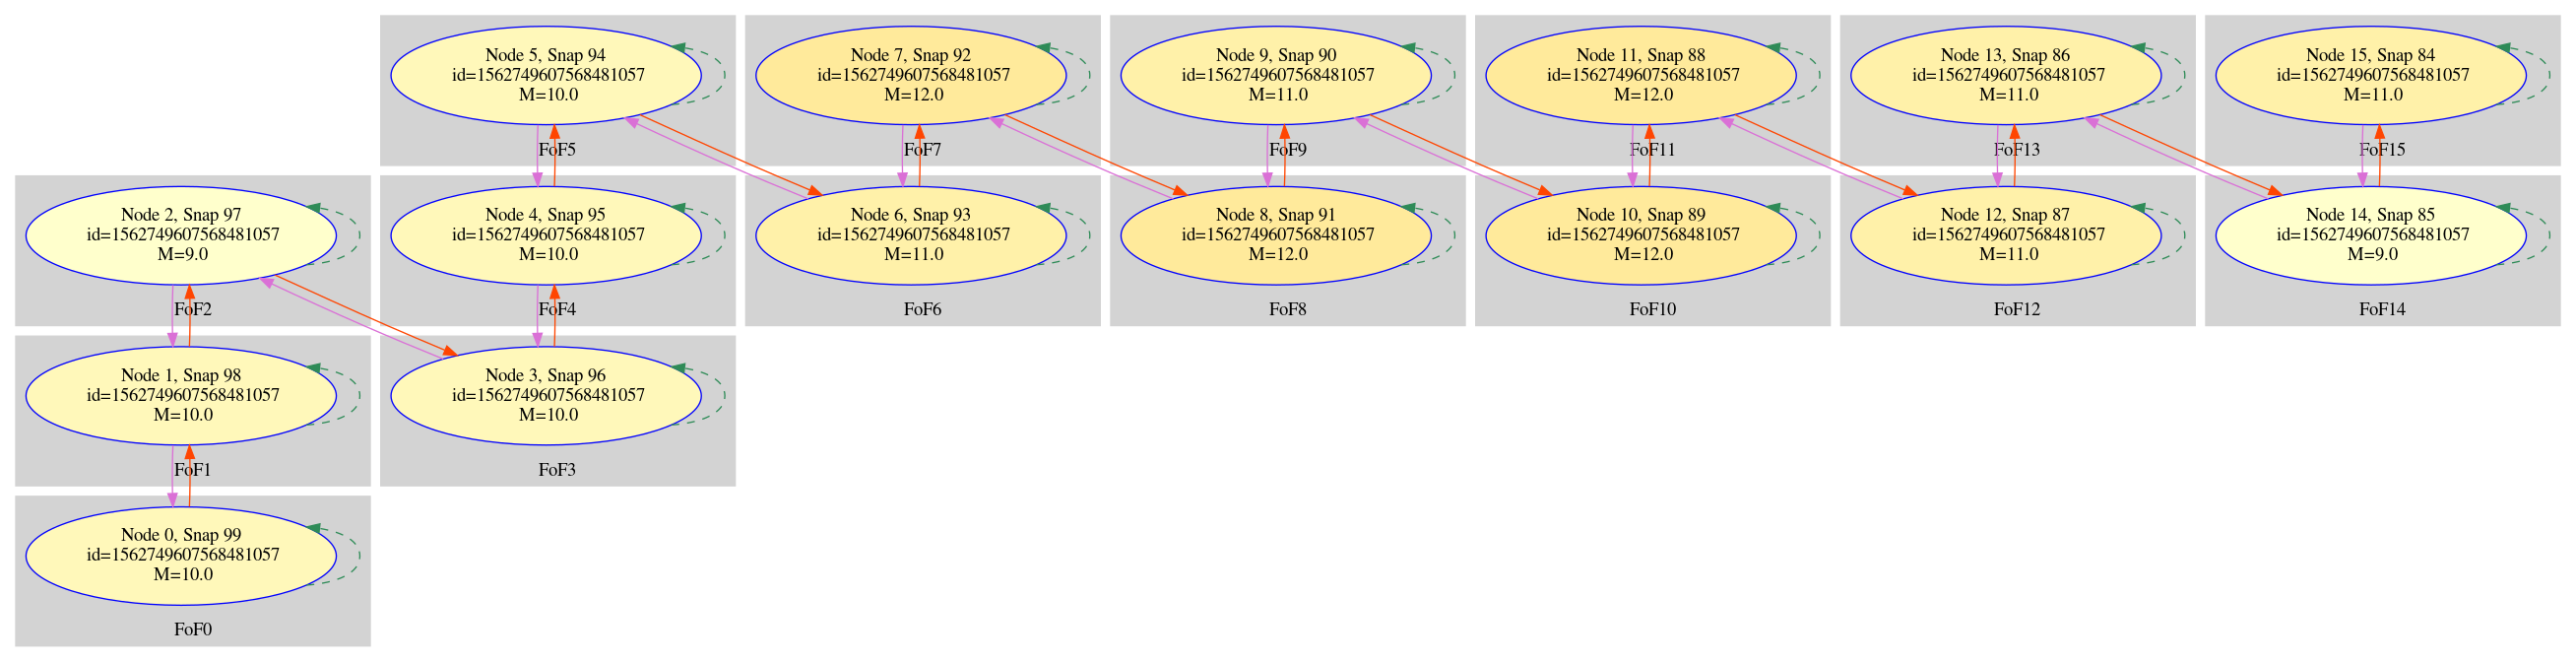 Node 5, Snap 94
id=1562749607568481057
M=10.0
FoF5
Node 7, Snap 92
id=1562749607568481057
M=12.0
FoF7
Node 9, Snap 90
id=1562749607568481057
M=11.0
FoF9
Node 11, Snap 88
id=1562749607568481057
M=12.0
FoF11
Node 13, Snap 86
id=1562749607568481057
M=11.0
FoF13
Node 15, Snap 84
id=1562749607568481057
M=11.0
FoF15
Node 2, Snap 97
id=1562749607568481057
M=9.0
FoF2
Node 4, Snap 95
id=1562749607568481057
M=10.0
FoF4
Node 6, Snap 93
id=1562749607568481057
M=11.0
FoF6
Node 8, Snap 91
id=1562749607568481057
M=12.0
FoF8
Node 10, Snap 89
id=1562749607568481057
M=12.0
FoF10
Node 12, Snap 87
id=1562749607568481057
M=11.0
FoF12
Node 14, Snap 85
id=1562749607568481057
M=9.0
FoF14
Node 1, Snap 98
id=1562749607568481057
M=10.0
FoF1
Node 3, Snap 96
id=1562749607568481057
M=10.0
FoF3
Node 0, Snap 99
id=1562749607568481057
M=10.0
FoF0